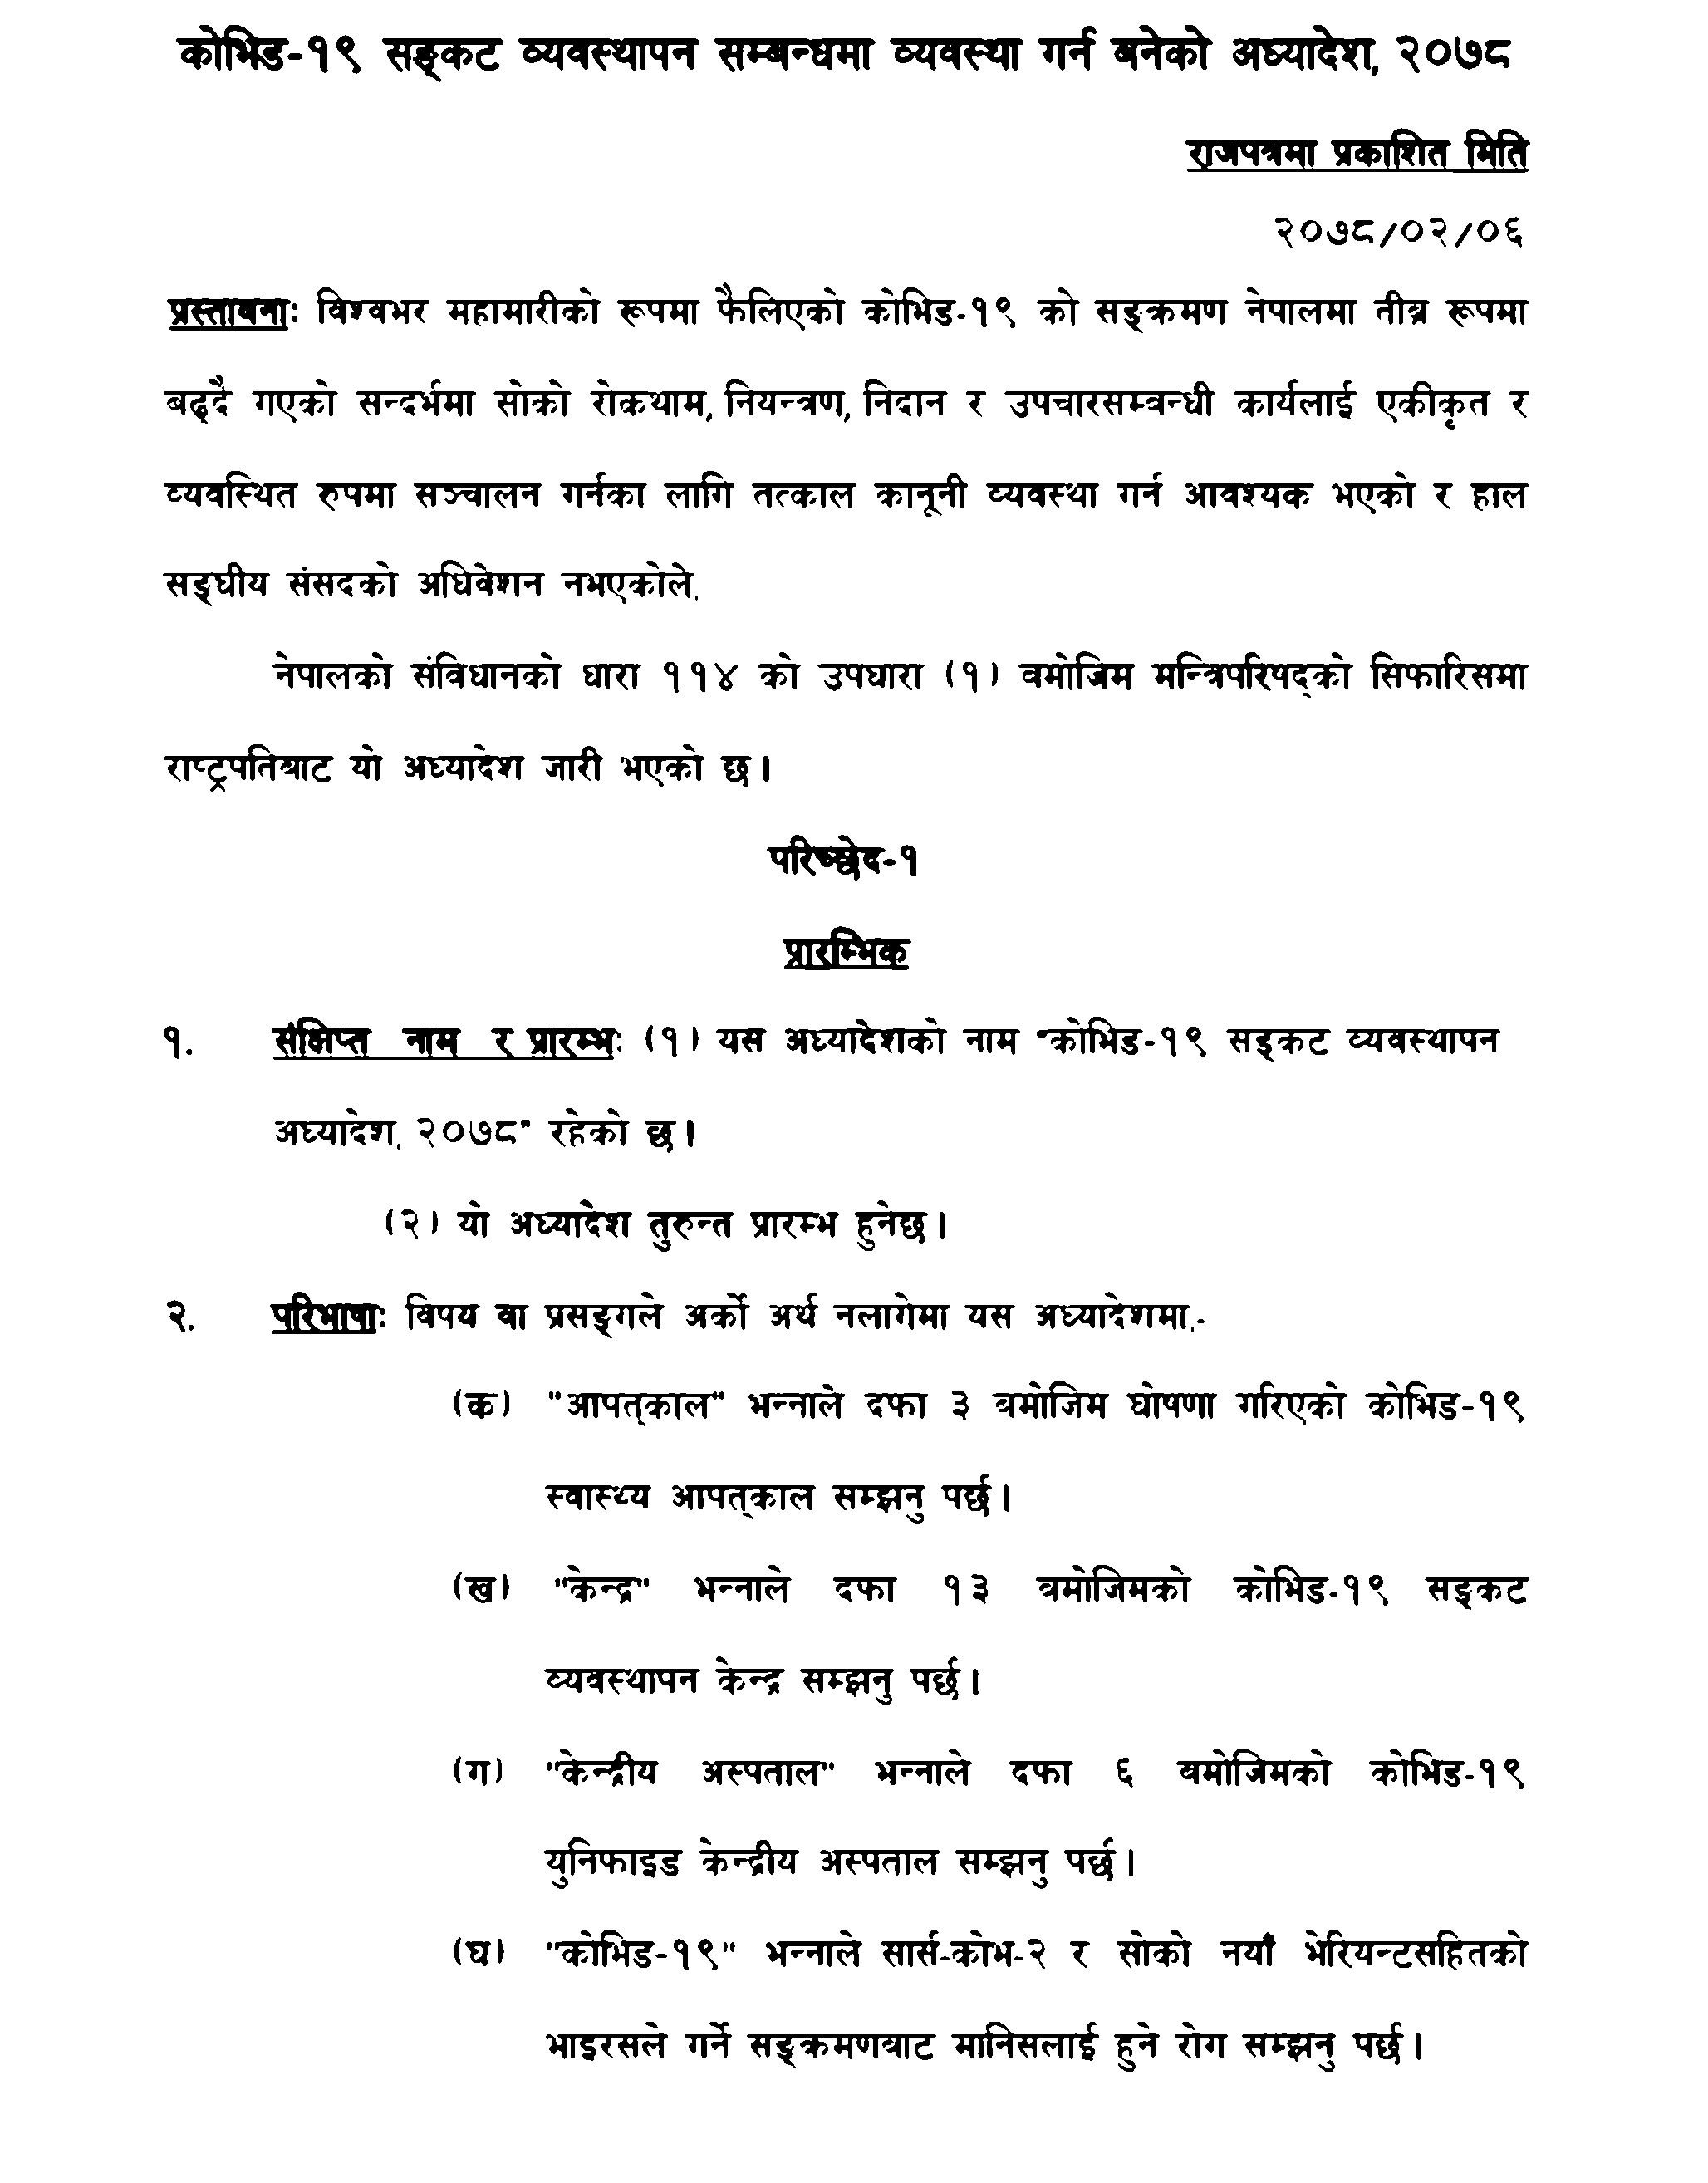 कोभिड-१९ सङ्कट व्यवस्थापन सम्बन्धमा व्यवस्था गर्न बनेको अध्यादेश, २०७८
राजपत्रमा प्रकाशित मिति
२०७८/०२/०६
प्रस्तावनाः विश्वभर महामारीको रूपमा फैलिएको कोभिड-१९ को सङ्क्रमण नेपालमा तीव्र रूपमा
बढ्दै गएको सन्दर्भमा सोको रोकथाम, नियन्त्रण, निदान र उपचारसम्बन्धी कार्यलाई एकीकृत र
व्यवस्थित रुपमा सञ्चालन गर्नका लागि तत्काल कानूनी व्यवस्था गर्न आवश्यक भएको र हाल
सङ्घीय संसदको अधिवेशन नभएकोले,
नेपालको संविधानको धारा ११४ को उपधारा (१) बमोजिम मन्त्रिपरिषद्को सिफारिसमा
राष्ट्रपतिबाट यो अध्यादेश जारी भएको छ।
परिच्छेद-१
प्रारम्भिक
१. संक्षिप्त नाम र प्रारम्भः (१) यस अध्यादेशको नाम "कोभिड-१९ सङ्कट व्यवस्थापन
अध्यादेश, २०७८" रहेको छ।
(२) यो अध्यादेश तुरुन्त प्रारम्भ हुनेछ।
२. परिभाषाः विषय वा प्रसङ्गले अर्को अर्थ नलागेमा यस अध्यादेशमा,-
(क) "आपत्काल" भन्नाले दफा ३ बमोजिम घोषणा गरिएको कोभिड-१९
स्वास्थ्य आपत्काल सम्झनु पर्छ।
(ख) "केन्द्र" भन्नाले दफा १३ बमोजिमको कोभिड-१९ सङ्कट
व्यवस्थापन केन्द्र सम्झनु पर्छ।
(ग) "केन्द्रीय अस्पताल" भन्नाले दफा ६ बमोजिमको कोभिड-१९
युनिफाइड केन्द्रीय अस्पताल सम्झनु पर्छ।
(घ) "कोभिड-१९" भन्नाले सार्स-कोभ-२ र सोको नयाँ भेरियन्टसहितको
भाइरसले गर्ने सङ्क्रमणबाट मानिसलाई हुने रोग सम्झनु पर्छ।